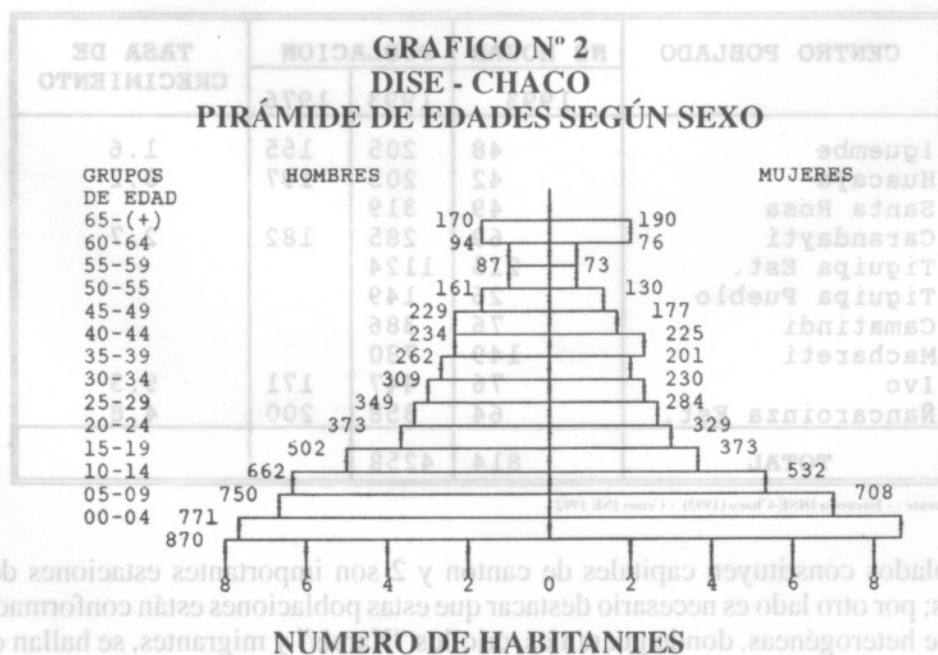 GRAFICO Nº 2
DISE - CHACO
PIRÁMIDE DE EDADES SEGÚN SEXO
GRUPOS HOMBRES MUJERES
DE EDAD
65-(+) 170 190
60-64 94 76
55-59 87 73
50-55 161 130
45-49 229 177
40-44 234 225
35-39 262 201
30-34 309 230
25-29 349 284
20-24 373 329
15-19 502 373
10-14 662 532
05-09 750 708
00-04 771
870
8 6 4 2 0 2 4 6 8
NÚMERO DE HABITANTES